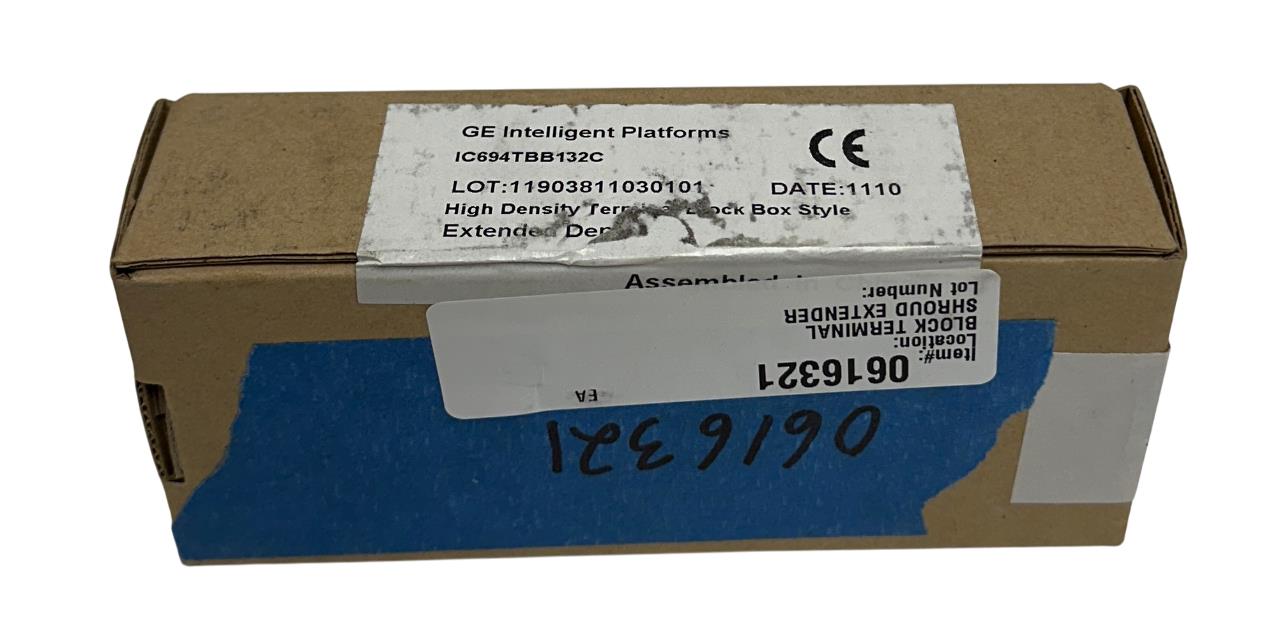 GE Intelligent Platforms
CE
IC694TBB132C
LOT:11903811030101
DATE:1110
High Density Block Box Style
Extended
Assembled in
Item#: 0616321
Location:
BLOCK TERMINAL
SHROUD EXTENDER
Lot Number:
EA
0616321